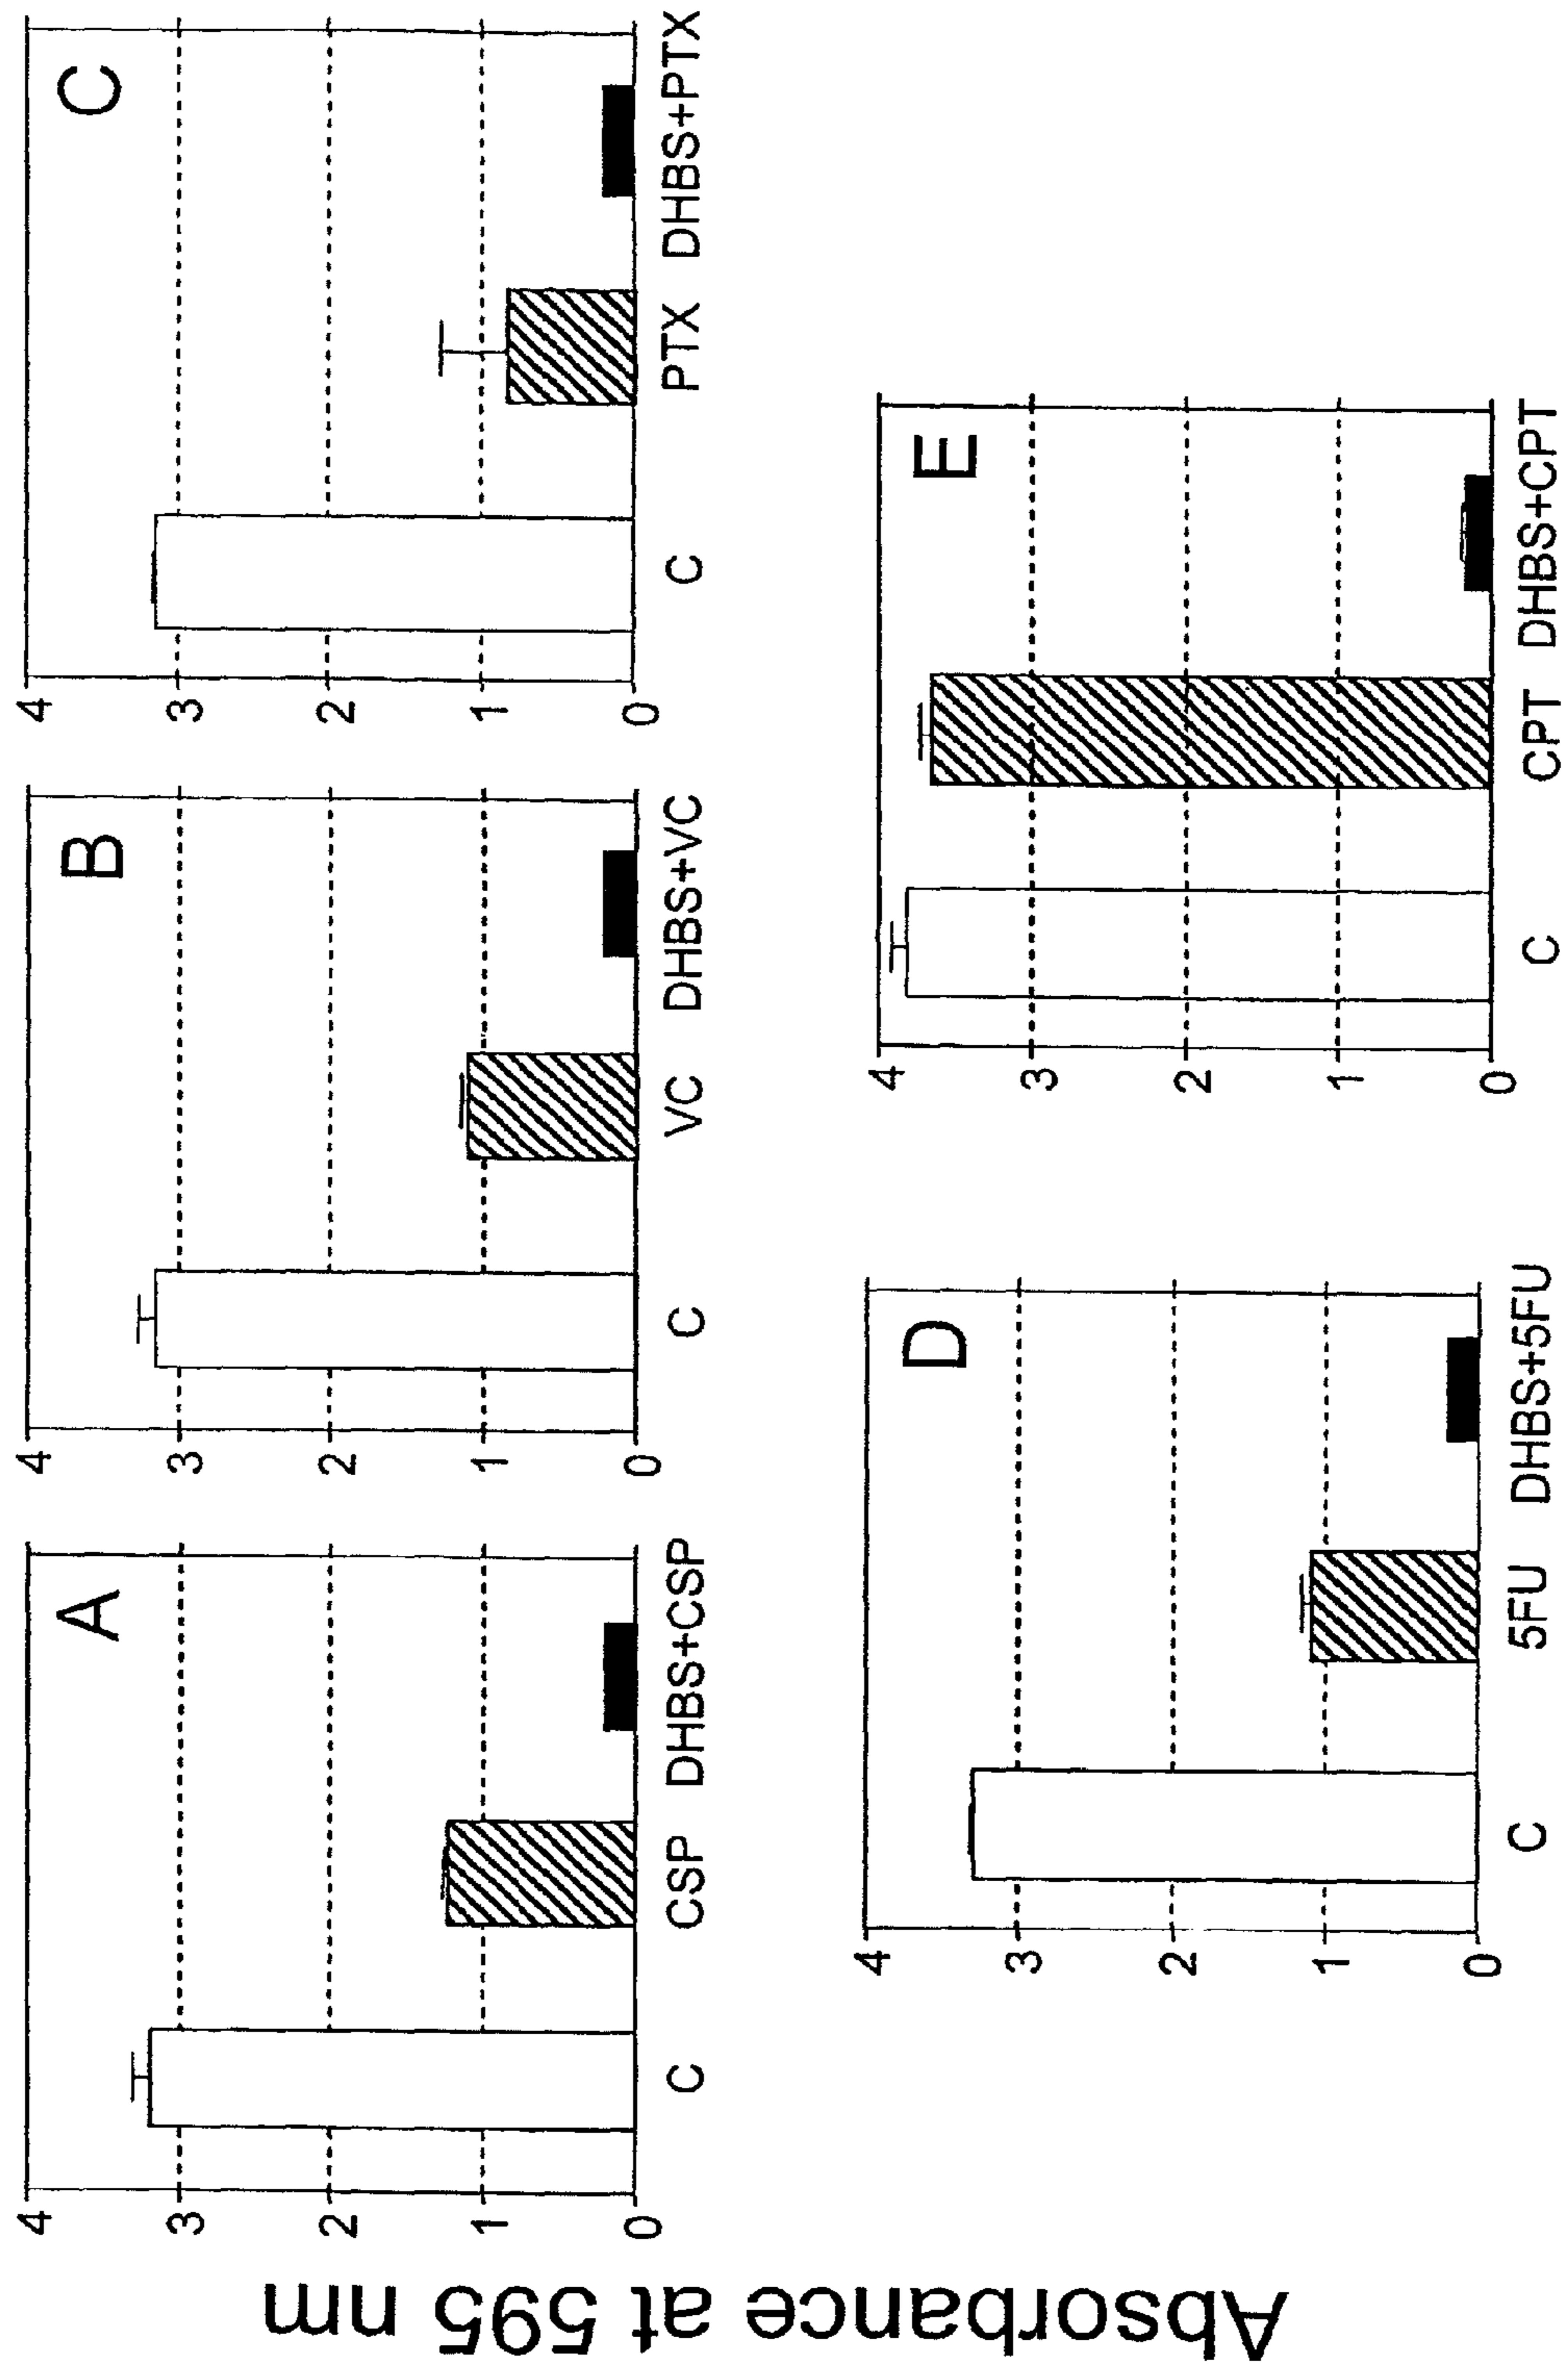 Absorbance at 595 nm
A
4
3
2
1
0
C CSP DHBS+CSP
B
4
3
2
1
0
C VC DHBS+VC
C
4
3
2
1
0
C PTX DHBS+PTX
D
4
3
2
1
0
C 5FU DHBS+5FU
E
4
3
2
1
0
C CPT DHBS+CPT